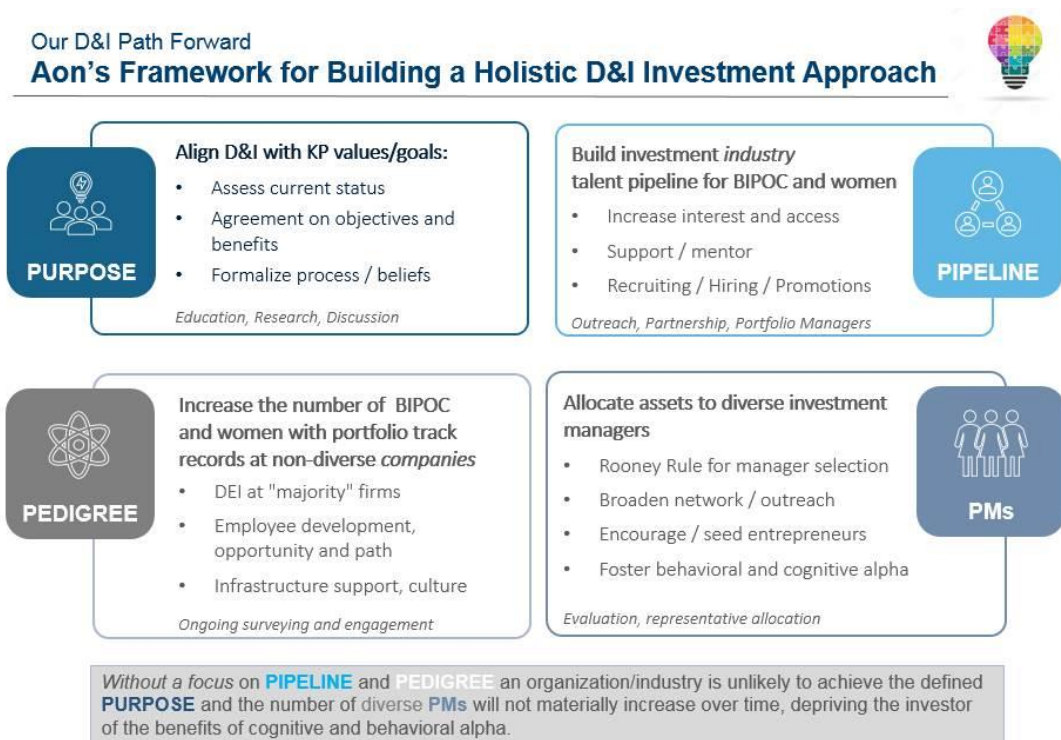 Our D&I Path Forward
Aon's Framework for Building a Holistic D&I Investment Approach
PURPOSE
Align D&I with KP values/goals:
• Assess current status
• Agreement on objectives and
benefits
• Formalize process / beliefs
Education, Research, Discussion
Build investment industry
talent pipeline for BIPOC and women
• Increase interest and access
• Support / mentor
• Recruiting / Hiring / Promotions
Outreach, Partnership, Portfolio Managers
PIPELINE
PEDIGREE
Increase the number of BIPOC
and women with portfolio track
records at non-diverse companies
• DEI at "majority" firms
• Employee development,
opportunity and path
• Infrastructure support, culture
Ongoing surveying and engagement
Allocate assets to diverse investment
managers
• Rooney Rule for manager selection
• Broaden network / outreach
• Encourage / seed entrepreneurs
• Foster behavioral and cognitive alpha
Evaluation, representative allocation
PMs
Without a focus on PIPELINE and PEDIGREE an organization/industry is unlikely to achieve the defined
PURPOSE and the number of diverse PMs will not materially increase over time, depriving the investor
of the benefits of cognitive and behavioral alpha.